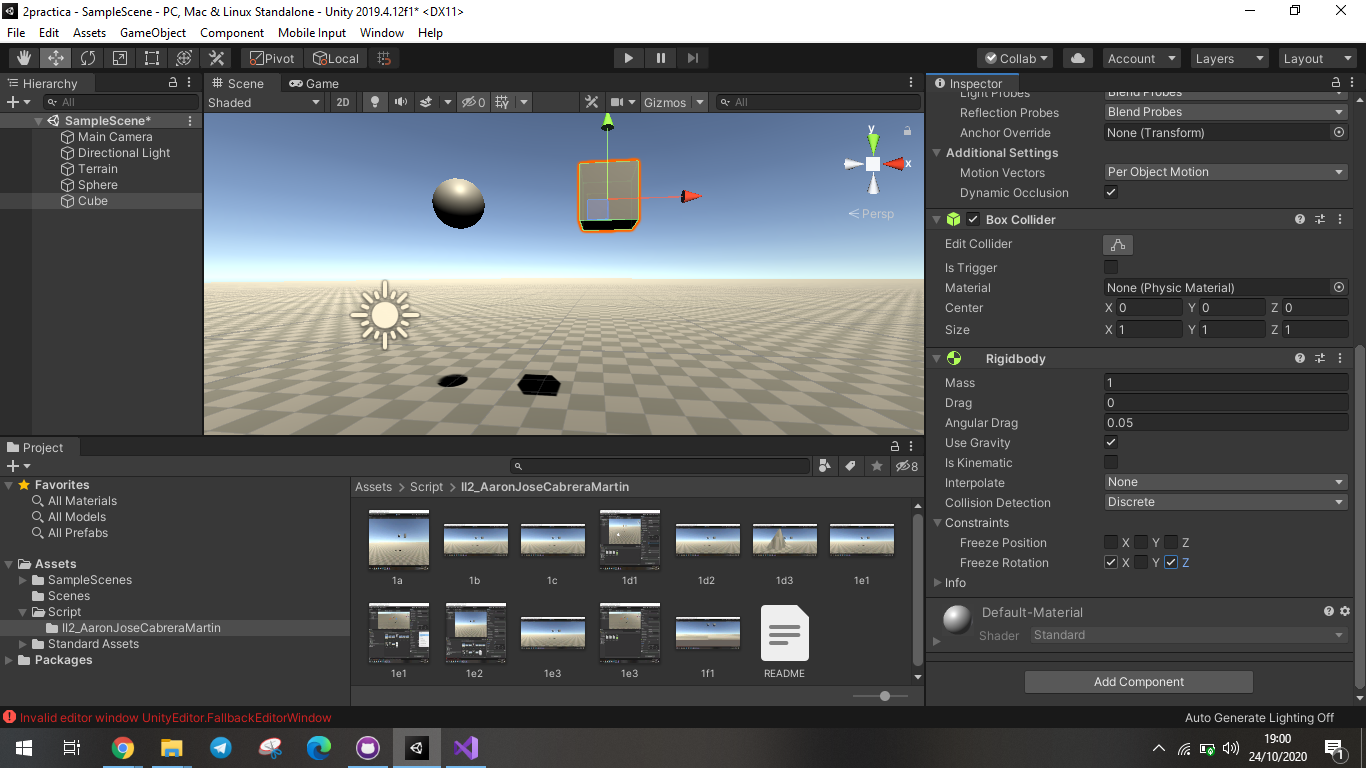 2practica - SampleScene - PC, Mac & Linux Standalone - Unity 2019.4.12f1* <DX11>
File Edit Assets GameObject Component Mobile Input Window Help
Pivot Local Collab Account Layers Layout
Hierarchy
All
SampleScene*
Main Camera
Directional Light
Terrain
Sphere
Cube
Scene Game
Shaded 2D 0 Gizmos All
y
x
Persp
Inspector
Light Probes Blend Probes
Reflection Probes Blend Probes
Anchor Override None (Transform)
Additional Settings
Motion Vectors Per Object Motion
Dynamic Occlusion
Box Collider
Edit Collider
Is Trigger
Material None (Physic Material)
Center X 0 Y 0 Z 0
Size X 1 Y 1 Z 1
Rigidbody
Mass 1
Drag 0
Angular Drag 0.05
Use Gravity
Is Kinematic
Interpolate None
Collision Detection Discrete
Constraints
Freeze Position X Y Z
Freeze Rotation X Y Z
Info
Default-Material
Shader Standard
Add Component
Project
8
Favorites
All Materials
All Models
All Prefabs
Assets
SampleScenes
Scenes
Script
II2_AaronJoseCabreraMartin
Standard Assets
Packages
Assets > Script > II2_AaronJoseCabreraMartin
1a 1b 1c 1d1 1d2 1d3 1e1
1e1 1e2 1e3 1e3 1f1 README
Invalid editor window UnityEditor.FallbackEditorWindow
Auto Generate Lighting Off
19:00
24/10/2020
1